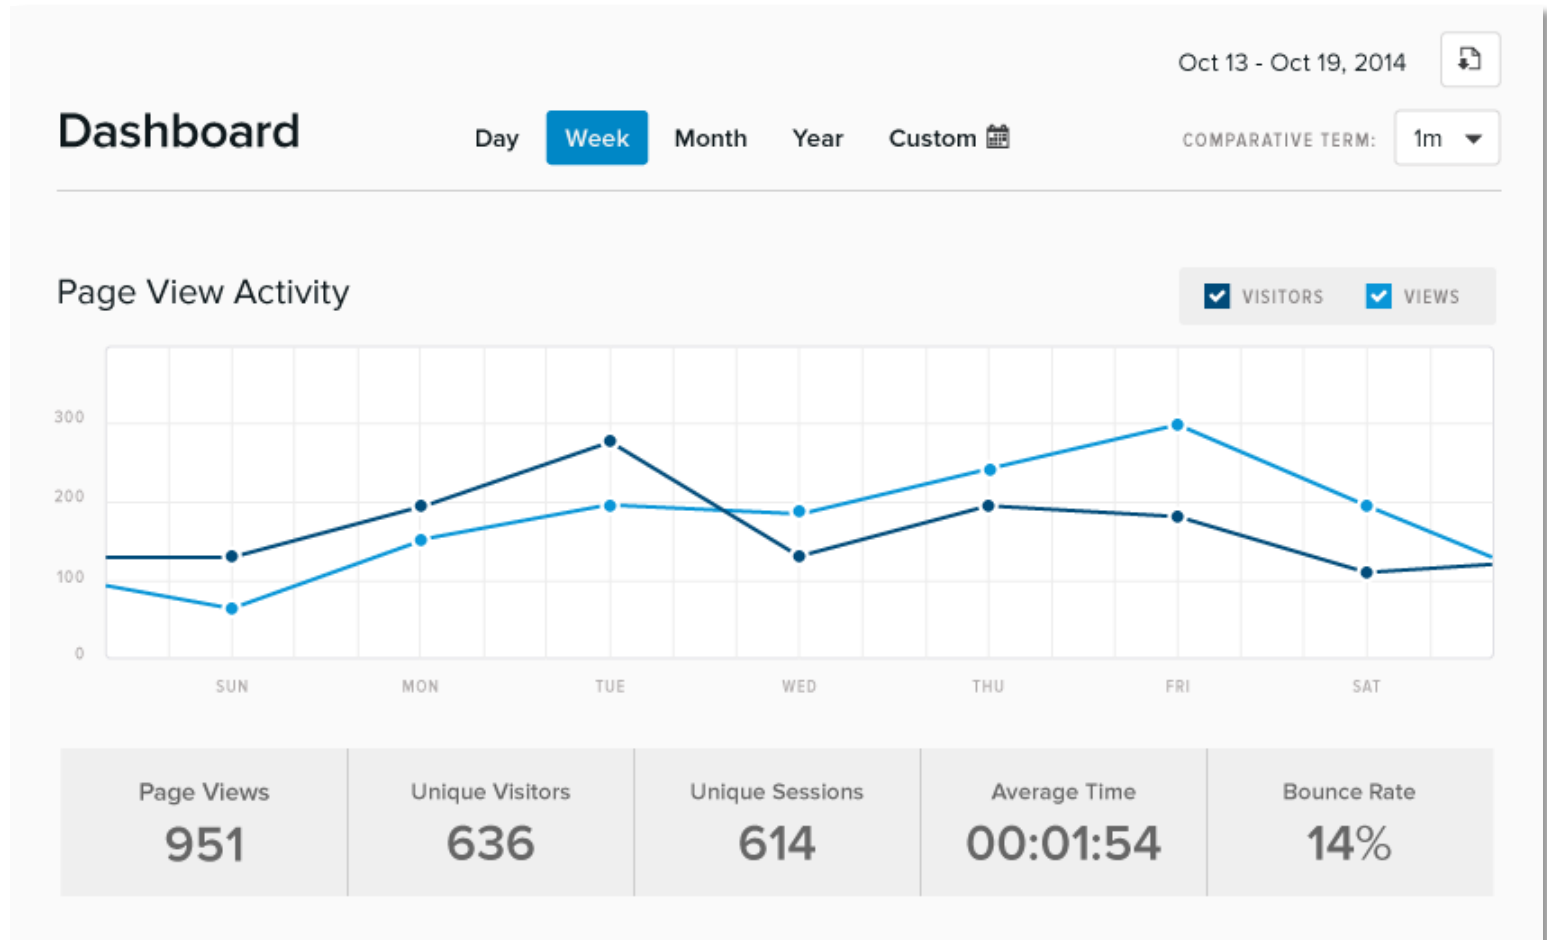 Oct 13 - Oct 19, 2014
Dashboard
Day Week Month Year Custom
COMPARATIVE TERM: 1m
Page View Activity
VISITORS VIEWS
300
200
100
0
SUN MON TUE WED THU FRI SAT
Page Views Unique Visitors Unique Sessions Average Time Bounce Rate
951 636 614 00:01:54 14%